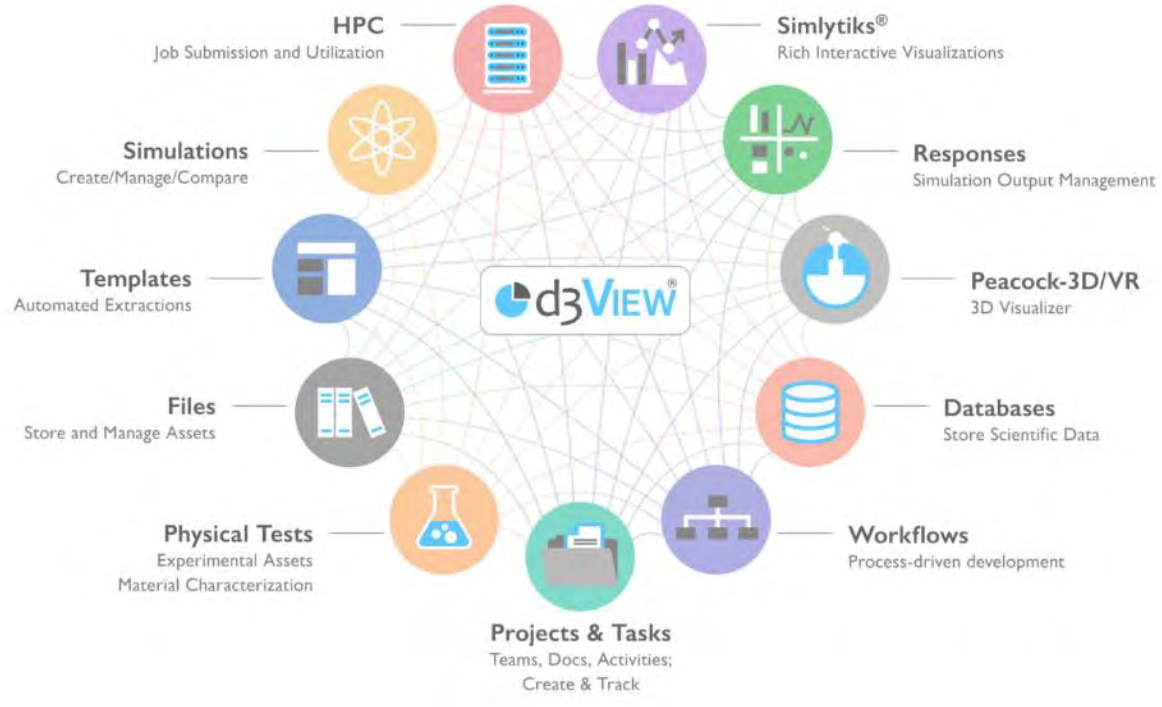 HPC
Job Submission and Utilization
Simlytiks®
Rich Interactive Visualizations
Simulations
Create/Manage/Compare
Responses
Simulation Output Management
Templates
Automated Extractions
d3VIEW®
Peacock-3D/VR
3D Visualizer
Files
Store and Manage Assets
Databases
Store Scientific Data
Physical Tests
Experimental Assets
Material Characterization
Workflows
Process-driven development
Projects & Tasks
Teams, Docs, Activities;
Create & Track